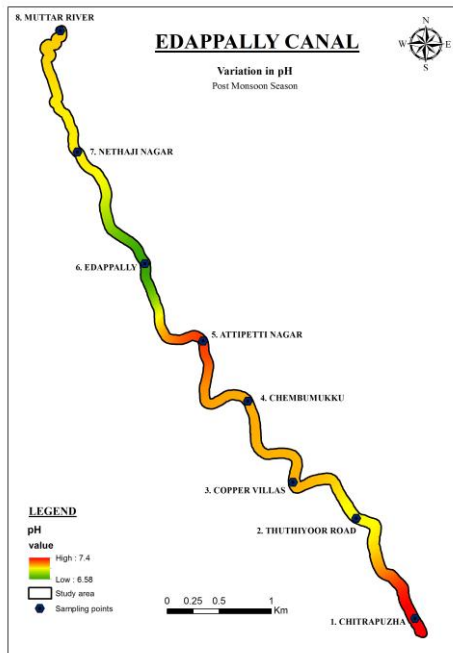 8. MUTTAR RIVER
EDAPPALLY CANAL
N
W E
S
Variation in pH
Post Monsoon Season
7. NETHAJI NAGAR
6. EDAPPALLY
5. ATTIPETTI NAGAR
4. CHEMBUMUKKU
3. COPPER VILLAS
2. THUTHIYOOR ROAD
1. CHITRAPUZHA
LEGEND
pH
value
High : 7.4
Low : 6.58
Study area
Sampling points
0 0.25 0.5 1
Km